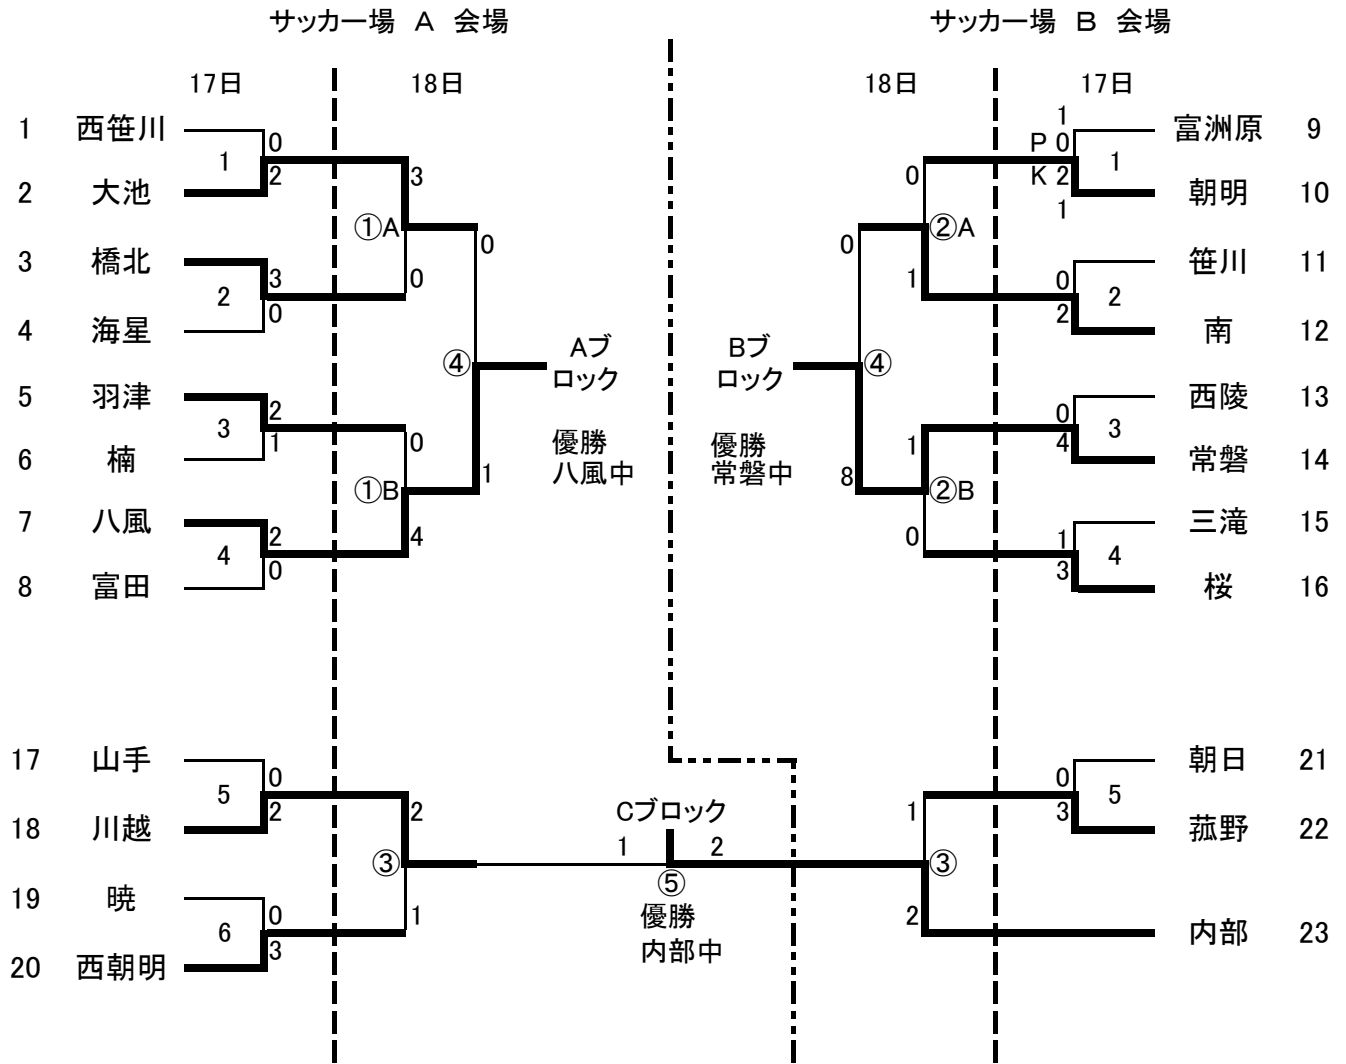 サッカー場 A 会場
サッカー場 B 会場
17日
18日
18日
17日
1 西笹川
0
1
2
2 大池
3
①A
0
3 橋北
3
2
0
0
4 海星
5 羽津
2
3
1
0
6 楠
①B
7 八風
2
4
4
0
8 富田
④
1
Aブ
ロック
優勝
八風中
1
富洲原 9
P 0
1
K 2
朝明 10
1
0
②A
0
1
笹川 11
0
2
2
南 12
Bブ
ロック
④
優勝
常磐中
西陵 13
0
3
4
1
常磐 14
8
②B
三滝 15
1
4
0
3
桜 16
17 山手
0
5
2
2
18 川越
③
19 暁
0
6
1
3
20 西朝明
Cブロック
1 2
⑤
優勝
内部中
朝日 21
0
5
1
3
菰野 22
③
2
内部 23